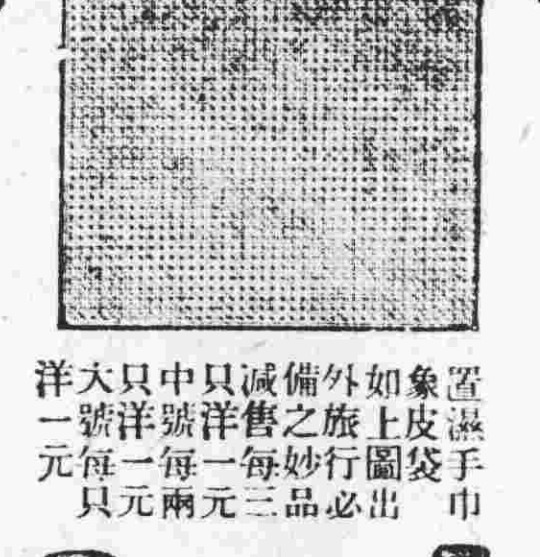 置濕手巾
象皮袋
如上圖出
外旅行必
備之妙品
減售每三
只洋一元
中號每兩
只洋一元
大號每只
洋一元